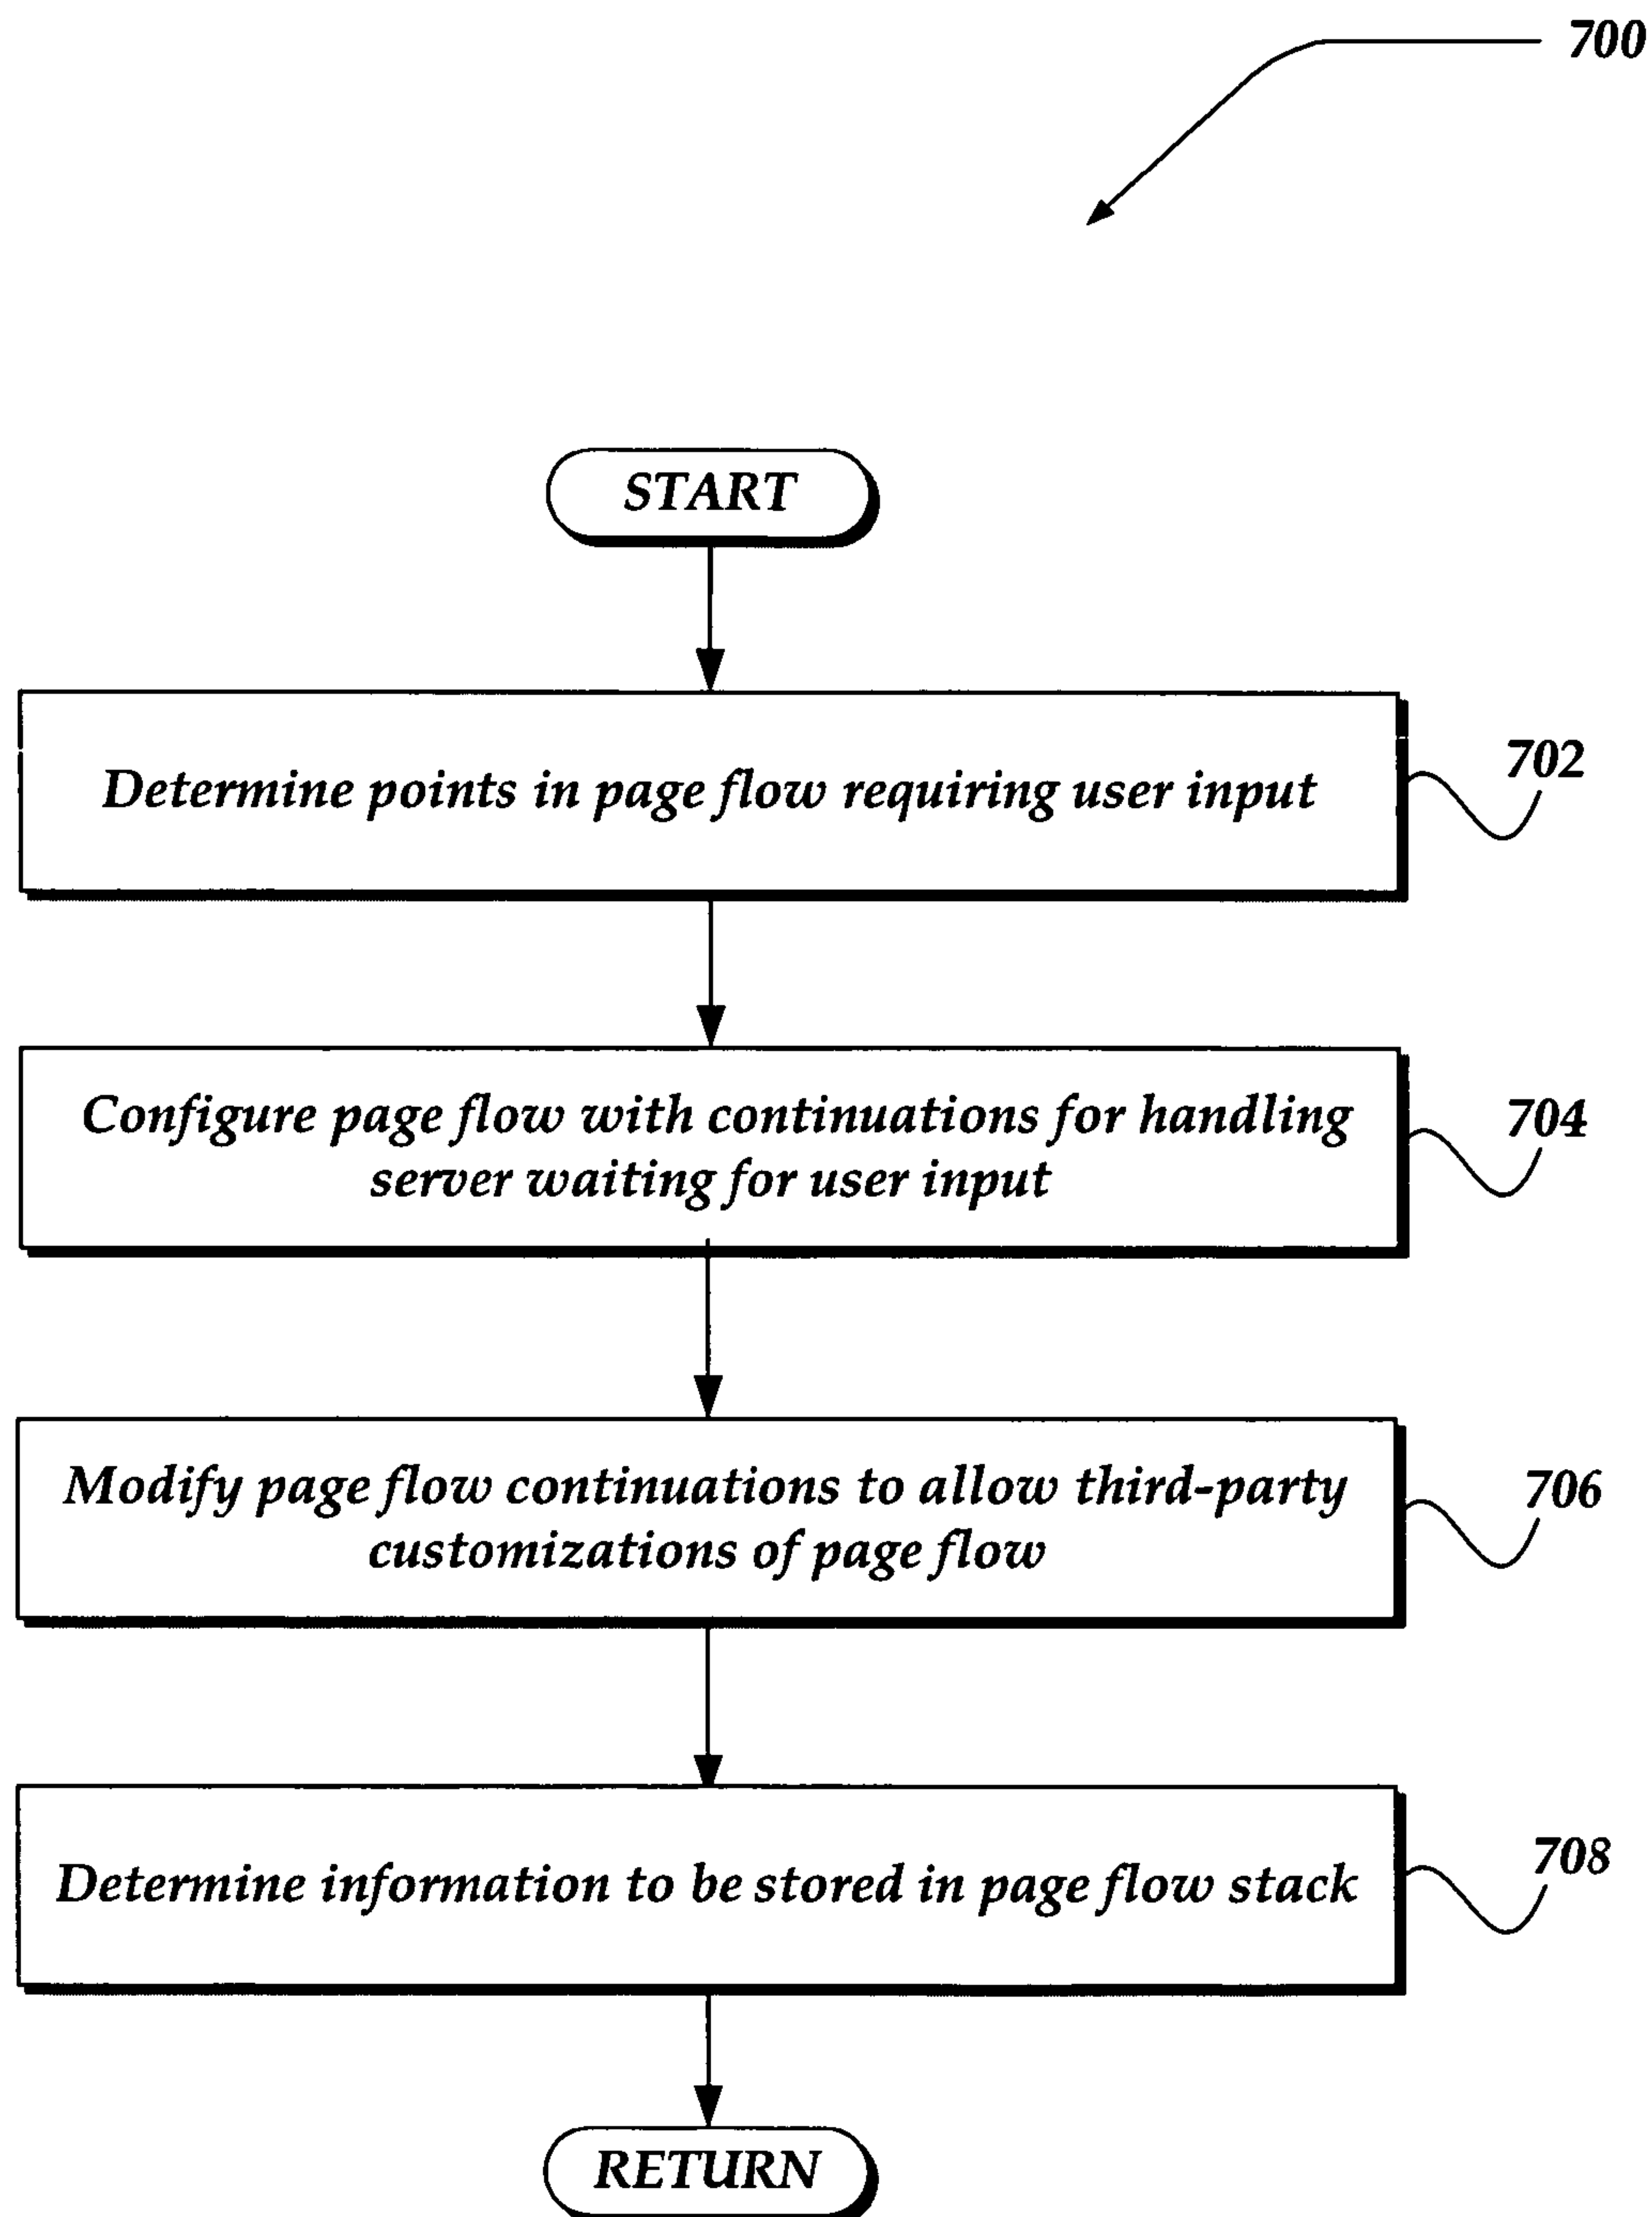 700
START
Determine points in page flow requiring user input
702
Configure page flow with continuations for handling
server waiting for user input
704
Modify page flow continuations to allow third-party
customizations of page flow
706
Determine information to be stored in page flow stack
708
RETURN